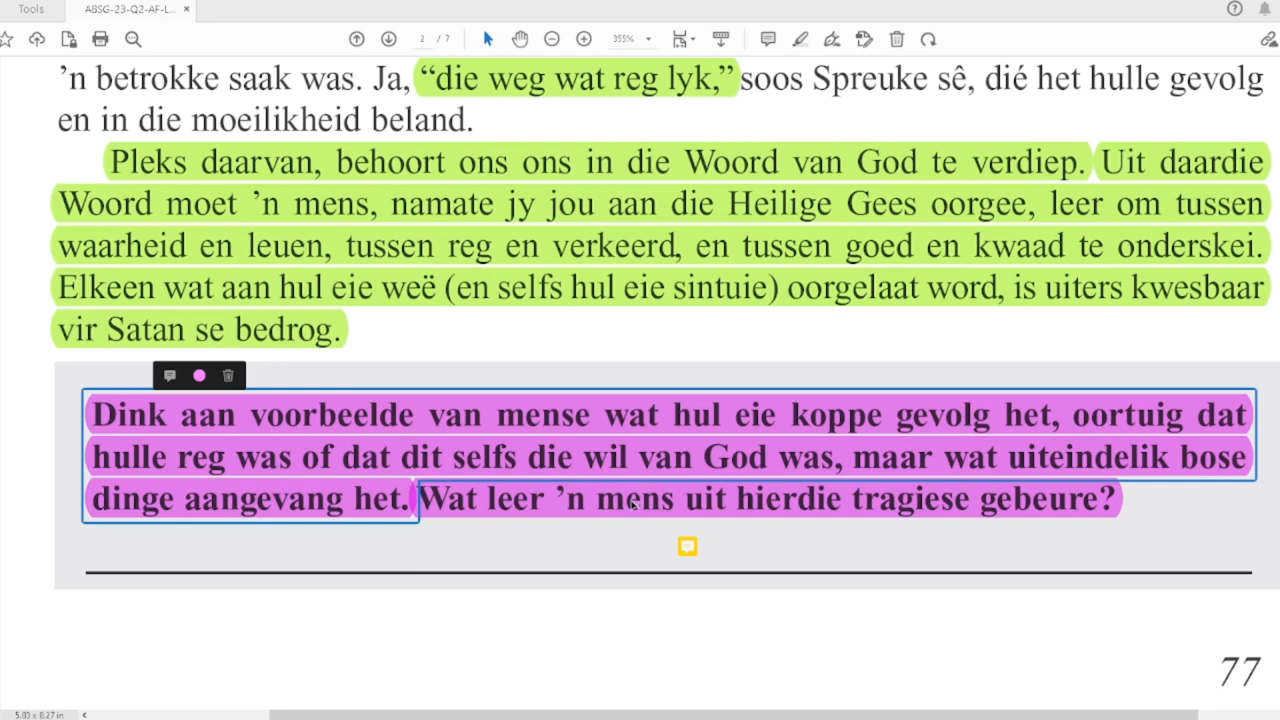 Tools
ABSG-23-Q2-AF-L... ×
2 / 7
355%
’n betrokke saak was. Ja, “die weg wat reg lyk,” soos Spreuke sê, dié het hulle gevolg
en in die moeilikheid beland.
Pleks daarvan, behoort ons ons in die Woord van God te verdiep. Uit daardie
Woord moet ’n mens, namate jy jou aan die Heilige Gees oorgee, leer om tussen
waarheid en leuen, tussen reg en verkeerd, en tussen goed en kwaad te onderskei.
Elkeen wat aan hul eie weë (en selfs hul eie sintuie) oorgelaat word, is uiters kwesbaar
vir Satan se bedrog.
Dink aan voorbeelde van mense wat hul eie koppe gevolg het, oortuig dat
hulle reg was of dat dit selfs die wil van God was, maar wat uiteindelik bose
dinge aangevang het. Wat leer ’n mens uit hierdie tragiese gebeure?
77
5.83 x 8.27 in